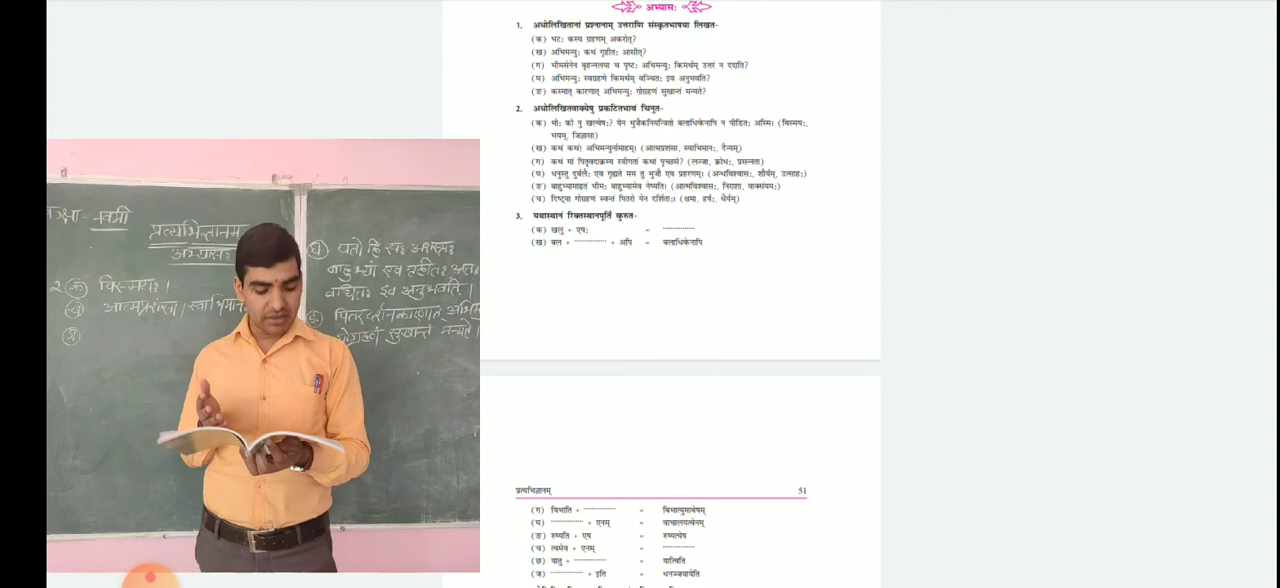 अभ्यासः
1. अधोलिखितानां प्रश्नानाम् उत्तराणि संस्कृतभाषया लिखत-
(क) भटः कस्य ग्रहणम् अकरोत्?
(ख) अभिमन्युः कथं गृहीतः आसीत्?
(ग) भीमसेनेन बृहन्नलया च पृष्टः अभिमन्युः किमर्थम् उत्तरं न ददाति?
(घ) अभिमन्युः स्वग्रहणे किमर्थम् वञ्चितः इव अनुभवति?
(ङ) कस्मात् कारणात् अभिमन्युः गोग्रहणं सुखान्तं मन्यते?
2. अधोलिखितवाक्येषु प्रकटितभावं चिनुत-
(क) भोः को नु खल्वेषः? येन भुजैकनियन्त्रितो बलाधिकेनापि न पीडितः अस्मि। (विस्मयः,
भयम्, जिज्ञासा)
(ख) कथं कथं! अभिमन्युर्नामाहम्। (आत्मप्रशंसा, स्वाभिमानः, दैन्यम्)
(ग) कथं मां पितृवदाक्रम्य स्त्रीगतां कथां पृच्छसे? (लज्जा, क्रोधः, प्रसन्नता)
(घ) धनुस्तु दुर्बलैः एव गृह्यते मम तु भुजौ एव प्रहरणम्। (अन्धविश्वासः, शौर्यम्, उत्साहः)
(ङ) बाहुभ्यामाहृतं भीमः बाहुभ्यामेव नेष्यति। (आत्मविश्वासः, निराशा, वाक्संयमः)
(च) दिष्ट्या गोग्रहणं स्वन्तं पितरो येन दर्शिताः। (क्षमा, हर्षः, धैर्यम्)
3. यथास्थानं रिक्तस्थानपूर्तिं कुरुत-
(क) खलु + एषः = ................
(ख) बल + ................ + अपि = बलाधिकेनापि
प्रत्यभिज्ञानम् 51
(ग) बिभाति + ................ = बिभात्युमावेषम्
(घ) ................ + एनम् = वाचालयत्वेनम्
(ङ) रुष्यति + एष = रुष्यत्येष
(च) त्वमेव + एनम् = ................
(छ) यातु + ................ = यात्विति
(ज) ................ + इति = धनञ्जयायेति
कक्षा - नवमी
प्रत्यभिज्ञानम्
अभ्यासः
2. (क) विस्मयः।
(ख) आत्मप्रशंसा। स्वाभिमानः
(ग)
(घ) यतो हि सः अशस्त्रः
बाहुभ्यां एव गृहीतः अतः
वञ्चितः इव अनुभवति।
ङ. पितरदर्शनकारणात्
गोग्रहणं सुखान्तं मन्यते।